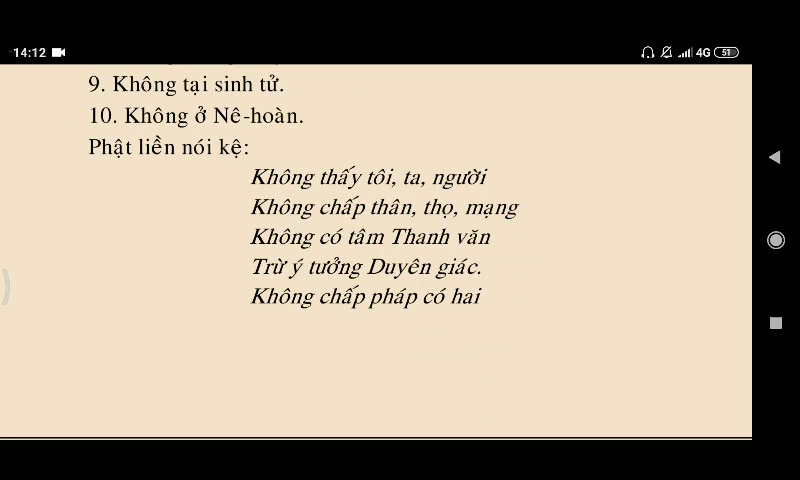 14:12 4G 51
9. Không tại sinh tử.
10. Không ở Nê-hoàn.
Phật liền nói kệ:
Không thấy tôi, ta, người
Không chấp thân, thọ, mạng
Không có tâm Thanh văn
Trừ ý tưởng Duyên giác.
Không chấp pháp có hai